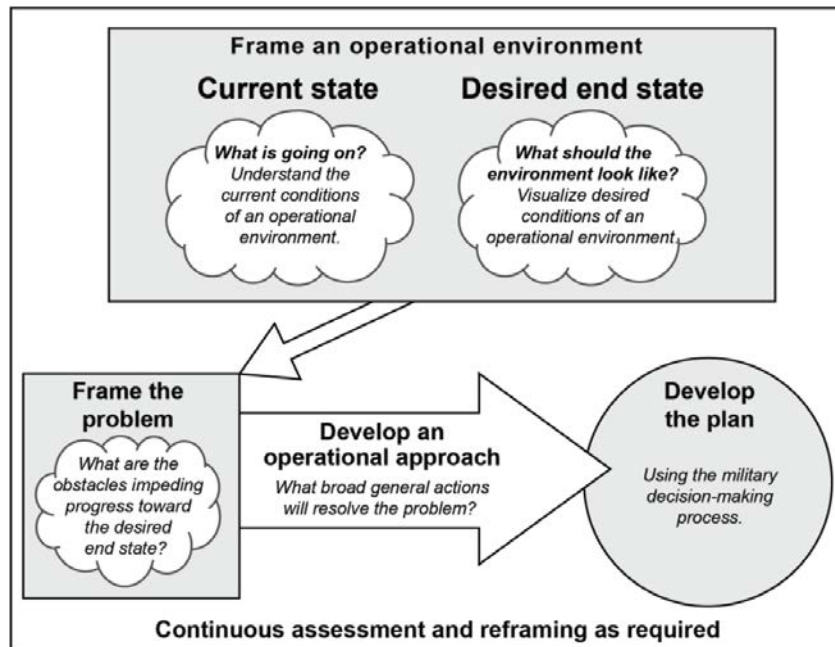 Frame an operational environment
Current state
What is going on?
Understand the
current conditions
of an operational
environment.
Desired end state
What should the
environment look like?
Visualize desired
conditions of an
operational environment.
Frame the
problem
What are the
obstacles impeding
progress toward
the desired
end state?
Develop an
operational approach
What broad general actions
will resolve the problem?
Develop
the plan
Using the military
decision-making
process.
Continuous assessment and reframing as required